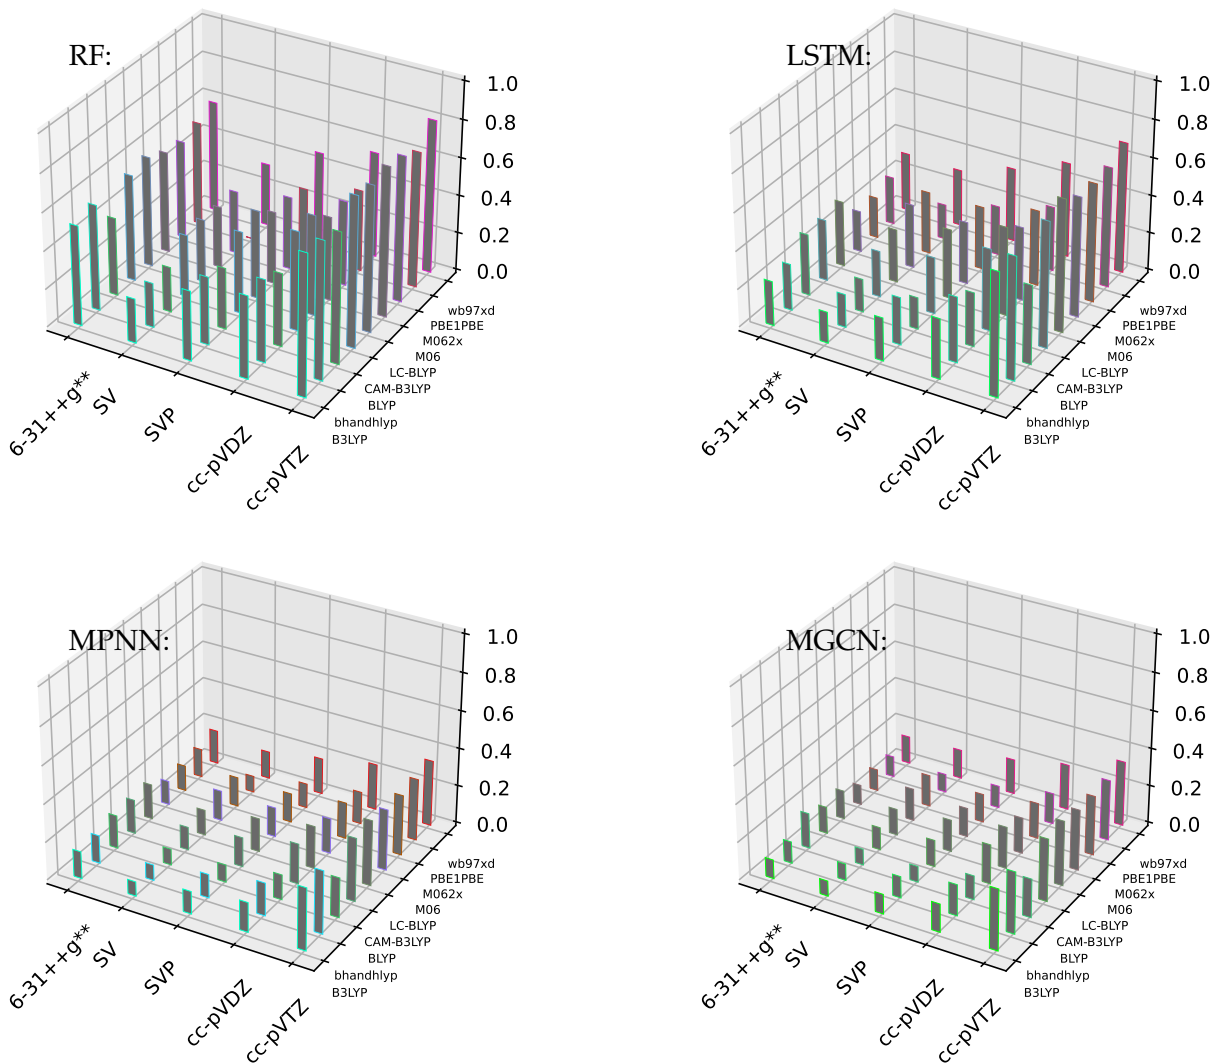 RF:
1.0
0.8
0.6
0.4
0.2
0.0
wb97xd
PBE1PBE
M062x
M06
LC-BLYP
CAM-B3LYP
BLYP
bhandhlyp
B3LYP
6-31++g**
SV
SVP
cc-pVDZ
cc-pVTZ
LSTM:
1.0
0.8
0.6
0.4
0.2
0.0
wb97xd
PBE1PBE
M062x
M06
LC-BLYP
CAM-B3LYP
BLYP
bhandhlyp
B3LYP
6-31++g**
SV
SVP
cc-pVDZ
cc-pVTZ
MPNN:
1.0
0.8
0.6
0.4
0.2
0.0
wb97xd
PBE1PBE
M062x
M06
LC-BLYP
CAM-B3LYP
BLYP
bhandhlyp
B3LYP
6-31++g**
SV
SVP
cc-pVDZ
cc-pVTZ
MGCN:
1.0
0.8
0.6
0.4
0.2
0.0
wb97xd
PBE1PBE
M062x
M06
LC-BLYP
CAM-B3LYP
BLYP
bhandhlyp
B3LYP
6-31++g**
SV
SVP
cc-pVDZ
cc-pVTZ